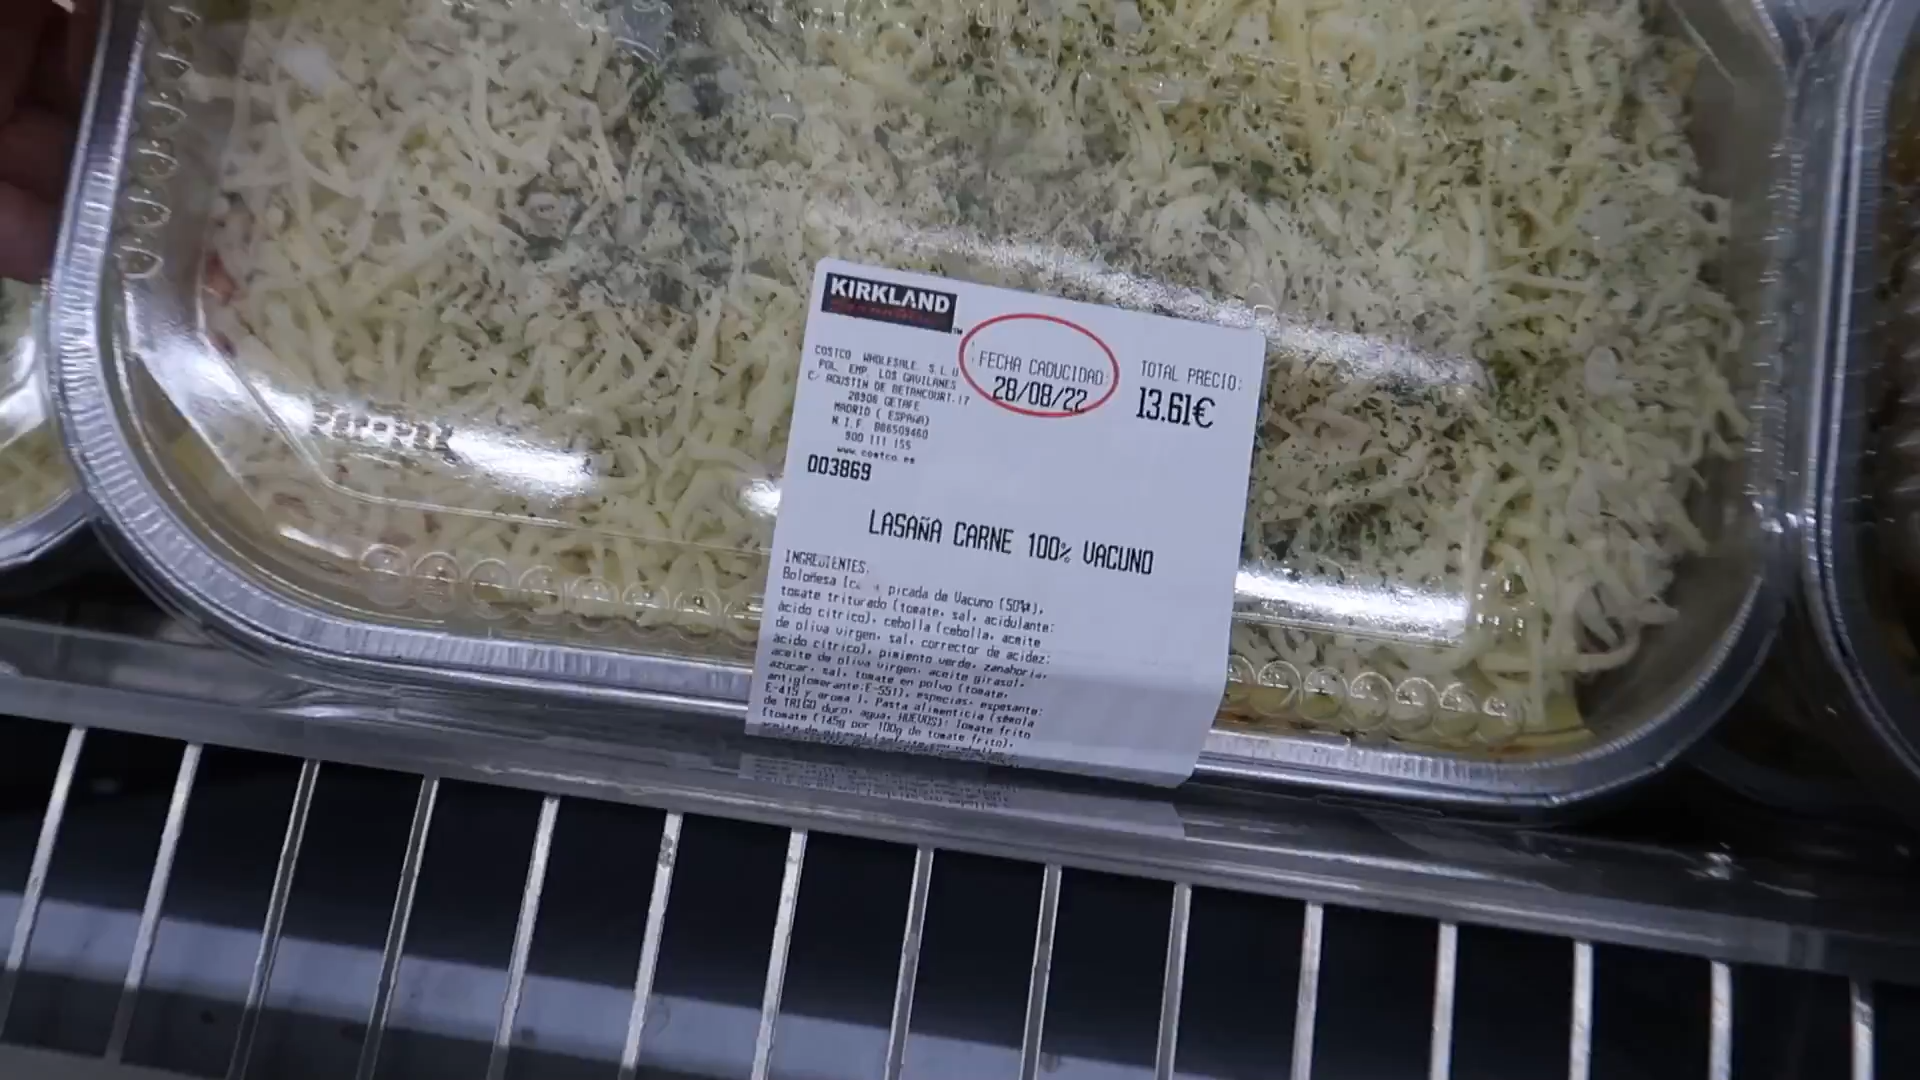 KIRKLAND
FECHA CADUCIDAD:
28/08/22
TOTAL PRECIO:
13.61€
COSTCO WHOLESALE S.L.U
POL. EMP. LOS GAVILANES
C/ AGUSTIN DE BETANCOURT.17
28906 GETAFE
MADRID ( ESPAÑA)
N.I.F. B86509460
900 111 155
www.costco.es
003869
LASAÑA CARNE 100% VACUNO
INGREDIENTES:
Boloñesa picada de Vacuno (50%),
tomate triturado (tomate, sal, acidulante:
ácido cítrico), cebolla (cebolla, aceite
de oliva virgen, sal, corrector de acidez:
ácido cítrico), pimiento verde, zanahoria,
aceite de oliva virgen, aceite girasol,
azúcar, sal, tomate en polvo (tomate,
antiglomerante:E-551), especias, espesante:
E-415 y aroma ). Pasta alimenticia (sémola
de TRIGO duro, agua, HUEVOS): Tomate frito
(tomate (145g por 100g de tomate frito),